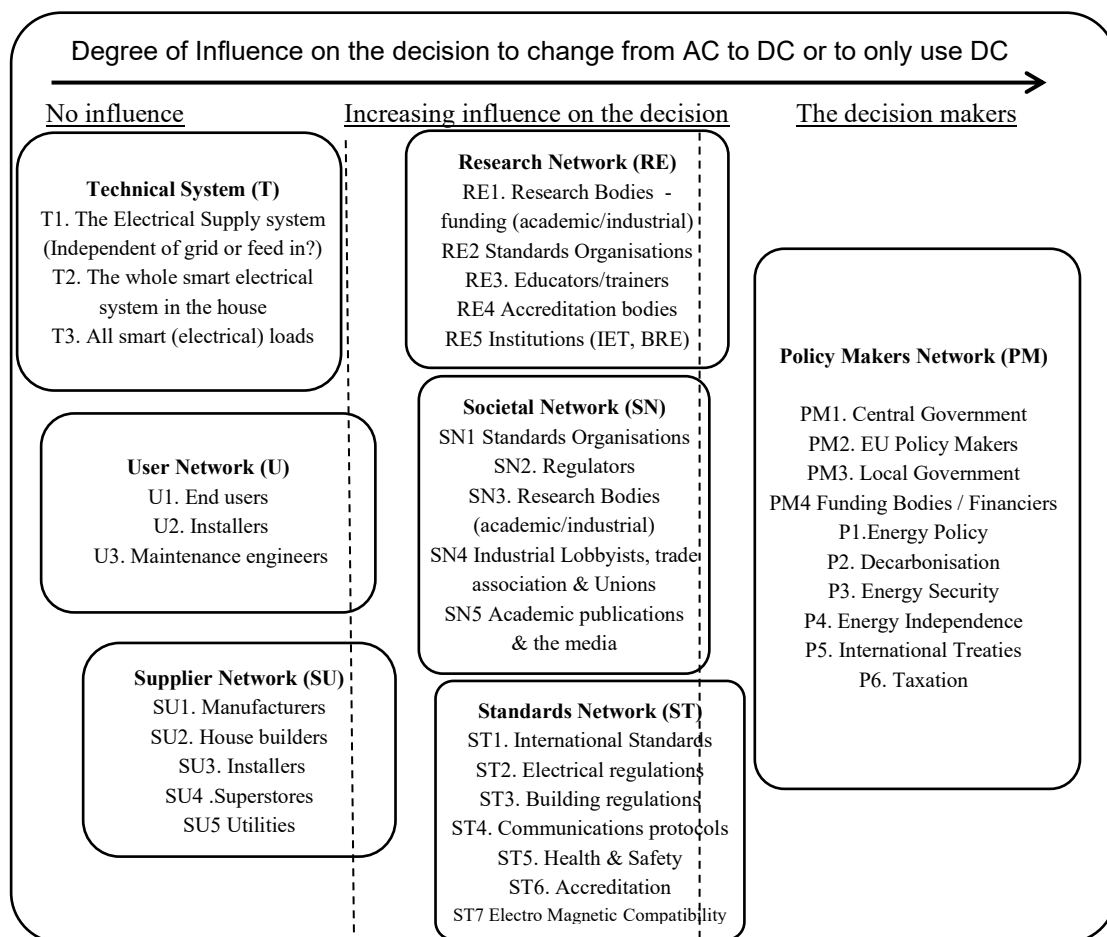 Degree of Influence on the decision to change from AC to DC or to only use DC
No influence
Increasing influence on the decision
The decision makers
Technical System (T)
T1. The Electrical Supply system
(Independent of grid or feed in?)
T2. The whole smart electrical
system in the house
T3. All smart (electrical) loads
User Network (U)
U1. End users
U2. Installers
U3. Maintenance engineers
Supplier Network (SU)
SU1. Manufacturers
SU2. House builders
SU3. Installers
SU4 .Superstores
SU5 Utilities
Research Network (RE)
RE1. Research Bodies -
funding (academic/industrial)
RE2 Standards Organisations
RE3. Educators/trainers
RE4 Accreditation bodies
RE5 Institutions (IET, BRE)
Societal Network (SN)
SN1 Standards Organisations
SN2. Regulators
SN3. Research Bodies
(academic/industrial)
SN4 Industrial Lobbyists, trade
association & Unions
SN5 Academic publications
& the media
Standards Network (ST)
ST1. International Standards
ST2. Electrical regulations
ST3. Building regulations
ST4. Communications protocols
ST5. Health & Safety
ST6. Accreditation
ST7 Electro Magnetic Compatibility
Policy Makers Network (PM)
PM1. Central Government
PM2. EU Policy Makers
PM3. Local Government
PM4 Funding Bodies / Financiers
P1.Energy Policy
P2. Decarbonisation
P3. Energy Security
P4. Energy Independence
P5. International Treaties
P6. Taxation